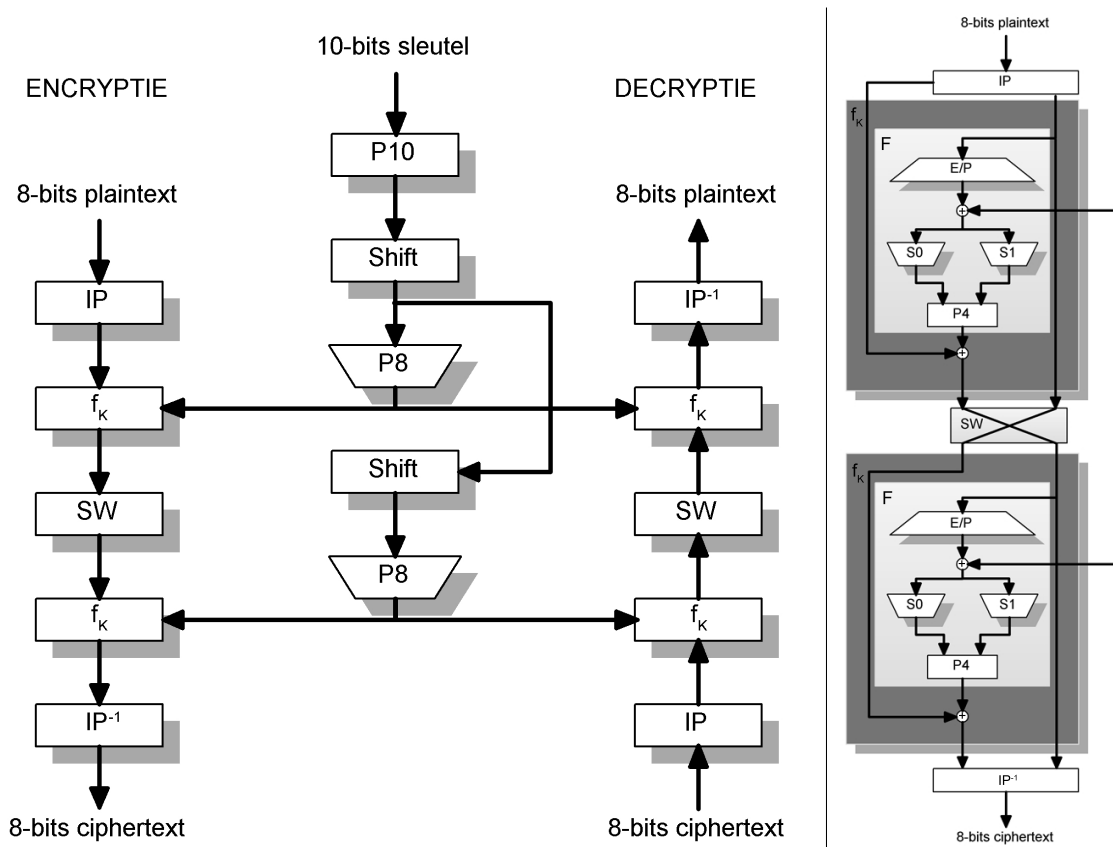 10-bits sleutel
ENCRYPTIE
DECRYPTIE
P10
8-bits plaintext
8-bits plaintext
Shift
IP
IP-1
P8
fK
fK
Shift
SW
SW
P8
fK
fK
IP-1
IP
8-bits ciphertext
8-bits ciphertext
8-bits plaintext
IP
fK
F
E/P
+
S0
S1
P4
+
SW
fK
F
E/P
+
S0
S1
P4
+
IP-1
8-bits ciphertext